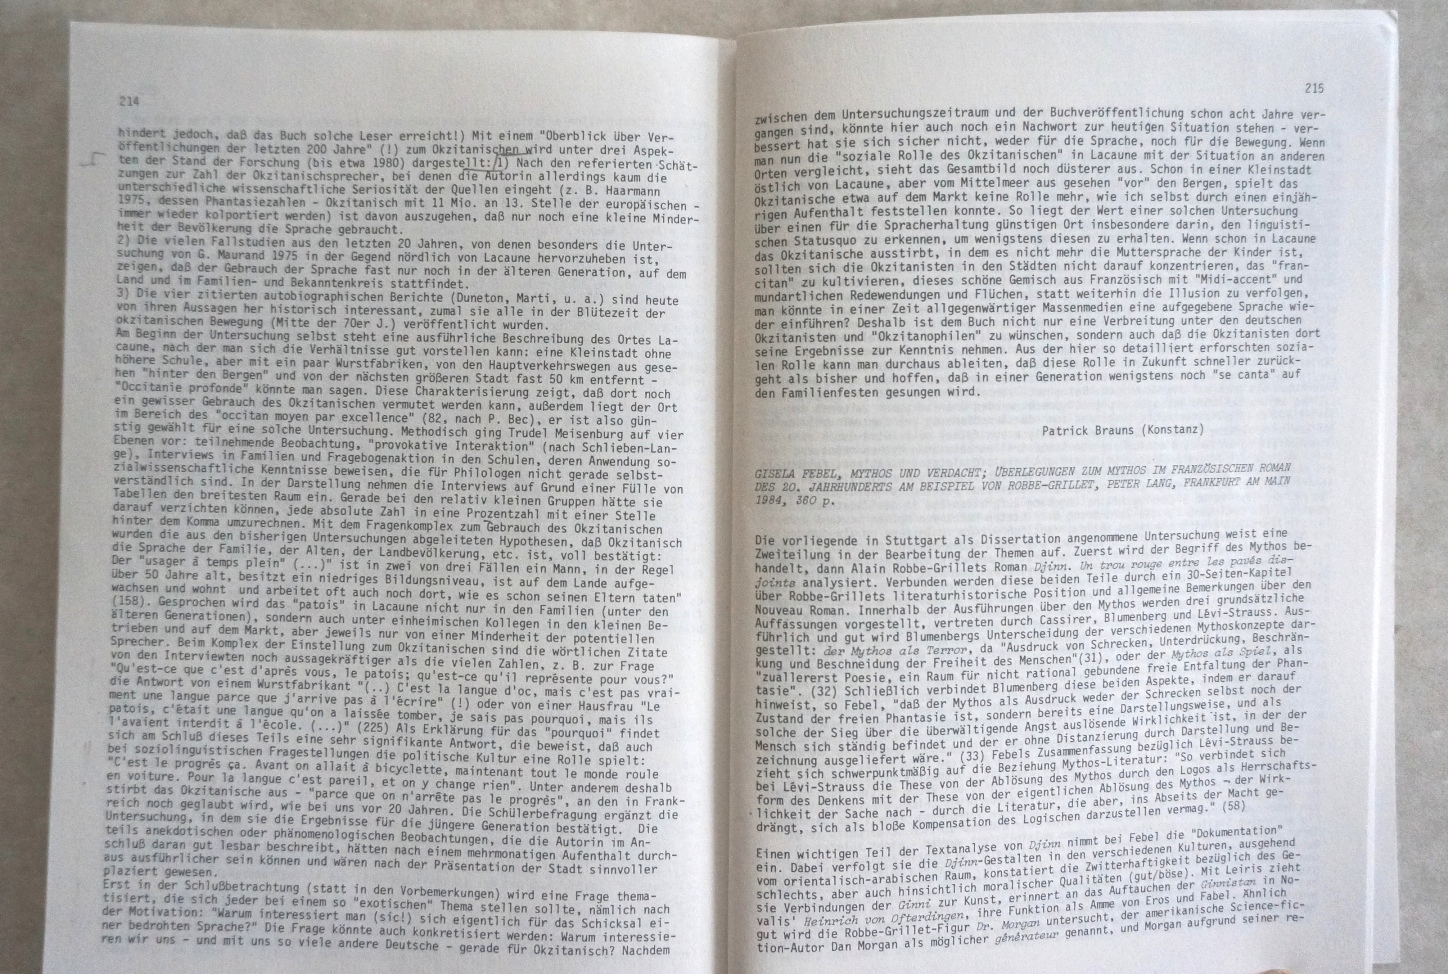 214
hindert jedoch, daß das Buch solche Leser erreicht!) Mit einem "Oberblick über Ver-
öffentlichungen der letzten 200 Jahre" (!) zum Okzitanischen wird unter drei Aspek-
ten der Stand der Forschung (bis etwa 1980) dargestellt:/1) Nach den referierten Schät-
zungen zur Zahl der Okzitanischsprecher, bei denen die Autorin allerdings kaum die
unterschiedliche wissenschaftliche Seriosität der Quellen eingeht (z. B. Haarmann
1975, dessen Phantasiezahlen - Okzitanisch mit 11 Mio. an 13. Stelle der europäischen -
immer wieder kolportiert werden) ist davon auszugehen, daß nur noch eine kleine Minder-
heit der Bevölkerung die Sprache gebraucht.
2) Die vielen Fallstudien aus den letzten 20 Jahren, von denen besonders die Unter-
suchung von G. Maurand 1975 in der Gegend nördlich von Lacaune hervorzuheben ist,
zeigen, daß der Gebrauch der Sprache fast nur noch in der älteren Generation, auf dem
Land und im Familien- und Bekanntenkreis stattfindet.
3) Die vier zitierten autobiographischen Berichte (Duneton, Marti, u. a.) sind heute
von ihren Aussagen her historisch interessant, zumal sie alle in der Blütezeit der
okzitanischen Bewegung (Mitte der 70er J.) veröffentlicht wurden.
Am Beginn der Untersuchung selbst steht eine ausführliche Beschreibung des Ortes La-
caune, nach der man sich die Verhältnisse gut vorstellen kann: eine Kleinstadt ohne
höhere Schule, aber mit ein paar Wurstfabriken, von den Hauptverkehrswegen aus gese-
hen "hinter den Bergen" und von der nächsten größeren Stadt fast 50 km entfernt -
"Occitanie profonde" könnte man sagen. Diese Charakterisierung zeigt, daß dort noch
ein gewisser Gebrauch des Okzitanischen vermutet werden kann, außerdem liegt der Ort
im Bereich des "occitan moyen par excellence" (82, nach P. Bec), er ist also gün-
stig gewählt für eine solche Untersuchung. Methodisch ging Trudel Meisenburg auf vier
Ebenen vor: teilnehmende Beobachtung, "provokative Interaktion" (nach Schlieben-Lan-
ge), Interviews in Familien und Fragebogenaktion in den Schulen, deren Anwendung so-
zialwissenschaftliche Kenntnisse beweisen, die für Philologen nicht gerade selbst-
verständlich sind. In der Darstellung nehmen die Interviews auf Grund einer Fülle von
Tabellen den breitesten Raum ein. Gerade bei den relativ kleinen Gruppen hätte sie
darauf verzichten können, jede absolute Zahl in eine Prozentzahl mit einer Stelle
hinter dem Komma umzurechnen. Mit dem Fragenkomplex zum Gebrauch des Okzitanischen
wurden die aus den bisherigen Untersuchungen abgeleiteten Hypothesen, daß Okzitanisch
die Sprache der Familie, der Alten, der Landbevölkerung, etc. ist, voll bestätigt:
Der "usager à temps plein" (...)" ist in zwei von drei Fällen ein Mann, in der Regel
über 50 Jahre alt, besitzt ein niedriges Bildungsniveau, ist auf dem Lande aufge-
wachsen und wohnt und arbeitet oft auch noch dort, wie es schon seinen Eltern taten"
(158). Gesprochen wird das "patois" in Lacaune nicht nur in den Familien (unter den
älteren Generationen), sondern auch unter einheimischen Kollegen in den kleinen Be-
trieben und auf dem Markt, aber jeweils nur von einer Minderheit der potentiellen
Sprecher. Beim Komplex der Einstellung zum Okzitanischen sind die wörtlichen Zitate
von den Interviewten noch aussagekräftiger als die vielen Zahlen, z. B. zur Frage
"Qu'est-ce que c'est d'aprés vous, le patois; qu'est-ce qu'il représente pour vous?"
die Antwort von einem Wurstfabrikant "(..) C'est la langue d'oc, mais c'est pas vrai-
ment une langue parce que j'arrive pas à l'écrire" (!) oder von einer Hausfrau "Le
patois, c'était une langue qu'on a laissée tomber, je sais pas pourquoi, mais ils
l'avaient interdit à l'école. (...)" (225) Als Erklärung für das "pourquoi" findet
sich am Schluß dieses Teils eine sehr signifikante Antwort, die beweist, daß auch
bei soziolinguistischen Fragestellungen die politische Kultur eine Rolle spielt:
"C'est le progrés ça. Avant on allait à bicyclette, maintenant tout le monde roule
en voiture. Pour la langue c'est pareil, et on y change rien". Unter anderem deshalb
stirbt das Okzitanische aus - "parce que on n'arrête pas le progrés", an den in Frank-
reich noch geglaubt wird, wie bei uns vor 20 Jahren. Die Schülerbefragung ergänzt die
Untersuchung, in dem sie die Ergebnisse für die jüngere Generation bestätigt. Die
teils anekdotischen oder phänomenologischen Beobachtungen, die die Autorin im An-
schluß daran gut lesbar beschreibt, hätten nach einem mehrmonatigen Aufenthalt durch-
aus ausführlicher sein können und wären nach der Präsentation der Stadt sinnvoller
plaziert gewesen.
Erst in der Schlußbetrachtung (statt in den Vorbemerkungen) wird eine Frage thema-
tisiert, die sich jeder bei einem so "exotischen" Thema stellen sollte, nämlich nach
der Motivation: "Warum interessiert man (sic!) sich eigentlich für das Schicksal ei-
ner bedrohten Sprache?" Die Frage könnte auch konkretisiert werden: Warum interessie-
ren wir uns - und mit uns so viele andere Deutsche - gerade für Okzitanisch? Nachdem
215
zwischen dem Untersuchungszeitraum und der Buchveröffentlichung schon acht Jahre ver-
gangen sind, könnte hier auch noch ein Nachwort zur heutigen Situation stehen - ver-
bessert hat sie sich sicher nicht, weder für die Sprache, noch für die Bewegung. Wenn
man nun die "soziale Rolle des Okzitanischen" in Lacaune mit der Situation an anderen
Orten vergleicht, sieht das Gesamtbild noch düsterer aus. Schon in einer Kleinstadt
östlich von Lacaune, aber vom Mittelmeer aus gesehen "vor" den Bergen, spielt das
Okzitanische etwa auf dem Markt keine Rolle mehr, wie ich selbst durch einen einjäh-
rigen Aufenthalt feststellen konnte. So liegt der Wert einer solchen Untersuchung
über einen für die Spracherhaltung günstigen Ort insbesondere darin, den linguisti-
schen Statusquo zu erkennen, um wenigstens diesen zu erhalten. Wenn schon in Lacaune
das Okzitanische ausstirbt, in dem es nicht mehr die Muttersprache der Kinder ist,
sollten sich die Okzitanisten in den Städten nicht darauf konzentrieren, das "fran-
citan" zu kultivieren, dieses schöne Gemisch aus Französisch mit "Midi-accent" und
mundartlichen Redewendungen und Flüchen, statt weiterhin die Illusion zu verfolgen,
man könnte in einer Zeit allgegenwärtiger Massenmedien eine aufgegebene Sprache wie-
der einführen? Deshalb ist dem Buch nicht nur eine Verbreitung unter den deutschen
Okzitanisten und "Okzitanophilen" zu wünschen, sondern auch daß die Okzitanisten dort
seine Ergebnisse zur Kenntnis nehmen. Aus der hier so detailliert erforschten sozia-
len Rolle kann man durchaus ableiten, daß diese Rolle in Zukunft schneller zurück-
geht als bisher und hoffen, daß in einer Generation wenigstens noch "se canta" auf
den Familienfesten gesungen wird.
Patrick Brauns (Konstanz)
GISELA FEBEL, MYTHOS UND VERDACHT; ÜBERLEGUNGEN ZUM MYTHOS IM FRANZÖSISCHEN ROMAN
DES 20. JAHRHUNDERTS AM BEISPIEL VON ROBBE-GRILLET, PETER LANG, FRANKFURT AM MAIN
1984, 360 p.
Die vorliegende in Stuttgart als Dissertation angenommene Untersuchung weist eine
Zweiteilung in der Bearbeitung der Themen auf. Zuerst wird der Begriff des Mythos be-
handelt, dann Alain Robbe-Grillets Roman Djinn. Un trou rouge entre les pavés dis-
joints analysiert. Verbunden werden diese beiden Teile durch ein 30-Seiten-Kapitel
über Robbe-Grillets literaturhistorische Position und allgemeine Bemerkungen über den
Nouveau Roman. Innerhalb der Ausführungen über den Mythos werden drei grundsätzliche
Auffassungen vorgestellt, vertreten durch Cassirer, Blumenberg und Lévi-Strauss. Aus-
führlich und gut wird Blumenbergs Unterscheidung der verschiedenen Mythoskonzepte dar-
gestellt: der Mythos als Terror, da "Ausdruck von Schrecken, Unterdrückung, Beschrän-
kung und Beschneidung der Freiheit des Menschen"(31), oder der Mythos als Spiel, als
"zuallererst Poesie, ein Raum für nicht rational gebundene freie Entfaltung der Phan-
tasie". (32) Schließlich verbindet Blumenberg diese beiden Aspekte, indem er darauf
hinweist, so Febel, "daß der Mythos als Ausdruck weder der Schrecken selbst noch der
Zustand der freien Phantasie ist, sondern bereits eine Darstellungsweise, und als
solche der Sieg über die überwältigende Angst auslösende Wirklichkeit ist, in der der
Mensch sich ständig befindet und der er ohne Distanzierung durch Darstellung und Be-
zeichnung ausgeliefert wäre." (33) Febels Zusammenfassung bezüglich Lévi-Strauss be-
zieht sich schwerpunktmäßig auf die Beziehung Mythos-Literatur: "So verbindet sich
bei Lévi-Strauss die These von der Ablösung des Mythos durch den Logos als Herrschafts-
form des Denkens mit der These von der eigentlichen Ablösung des Mythos - der Wirk-
lichkeit der Sache nach - durch die Literatur, die aber, ins Abseits der Macht ge-
drängt, sich als bloße Kompensation des Logischen darzustellen vermag." (58)
Einen wichtigen Teil der Textanalyse von Djinn nimmt bei Febel die "Dokumentation"
ein. Dabei verfolgt sie die Djinn-Gestalten in den verschiedenen Kulturen, ausgehend
vom orientalisch-arabischen Raum, konstatiert die Zwitterhaftigkeit bezüglich des Ge-
schlechts, aber auch hinsichtlich moralischer Qualitäten (gut/böse). Mit Leiris zieht
sie Verbindungen der Ginni zur Kunst, erinnert an das Auftauchen der Ginnistan in No-
valis' Heinrich von Ofterdingen, ihre Funktion als Amme von Eros und Fabel. Ähnlich
gut wird die Robbe-Grillet-Figur Dr. Morgan untersucht, der amerikanische Science-fic-
tion-Autor Dan Morgan als möglicher générateur genannt, und Morgan aufgrund seiner re-